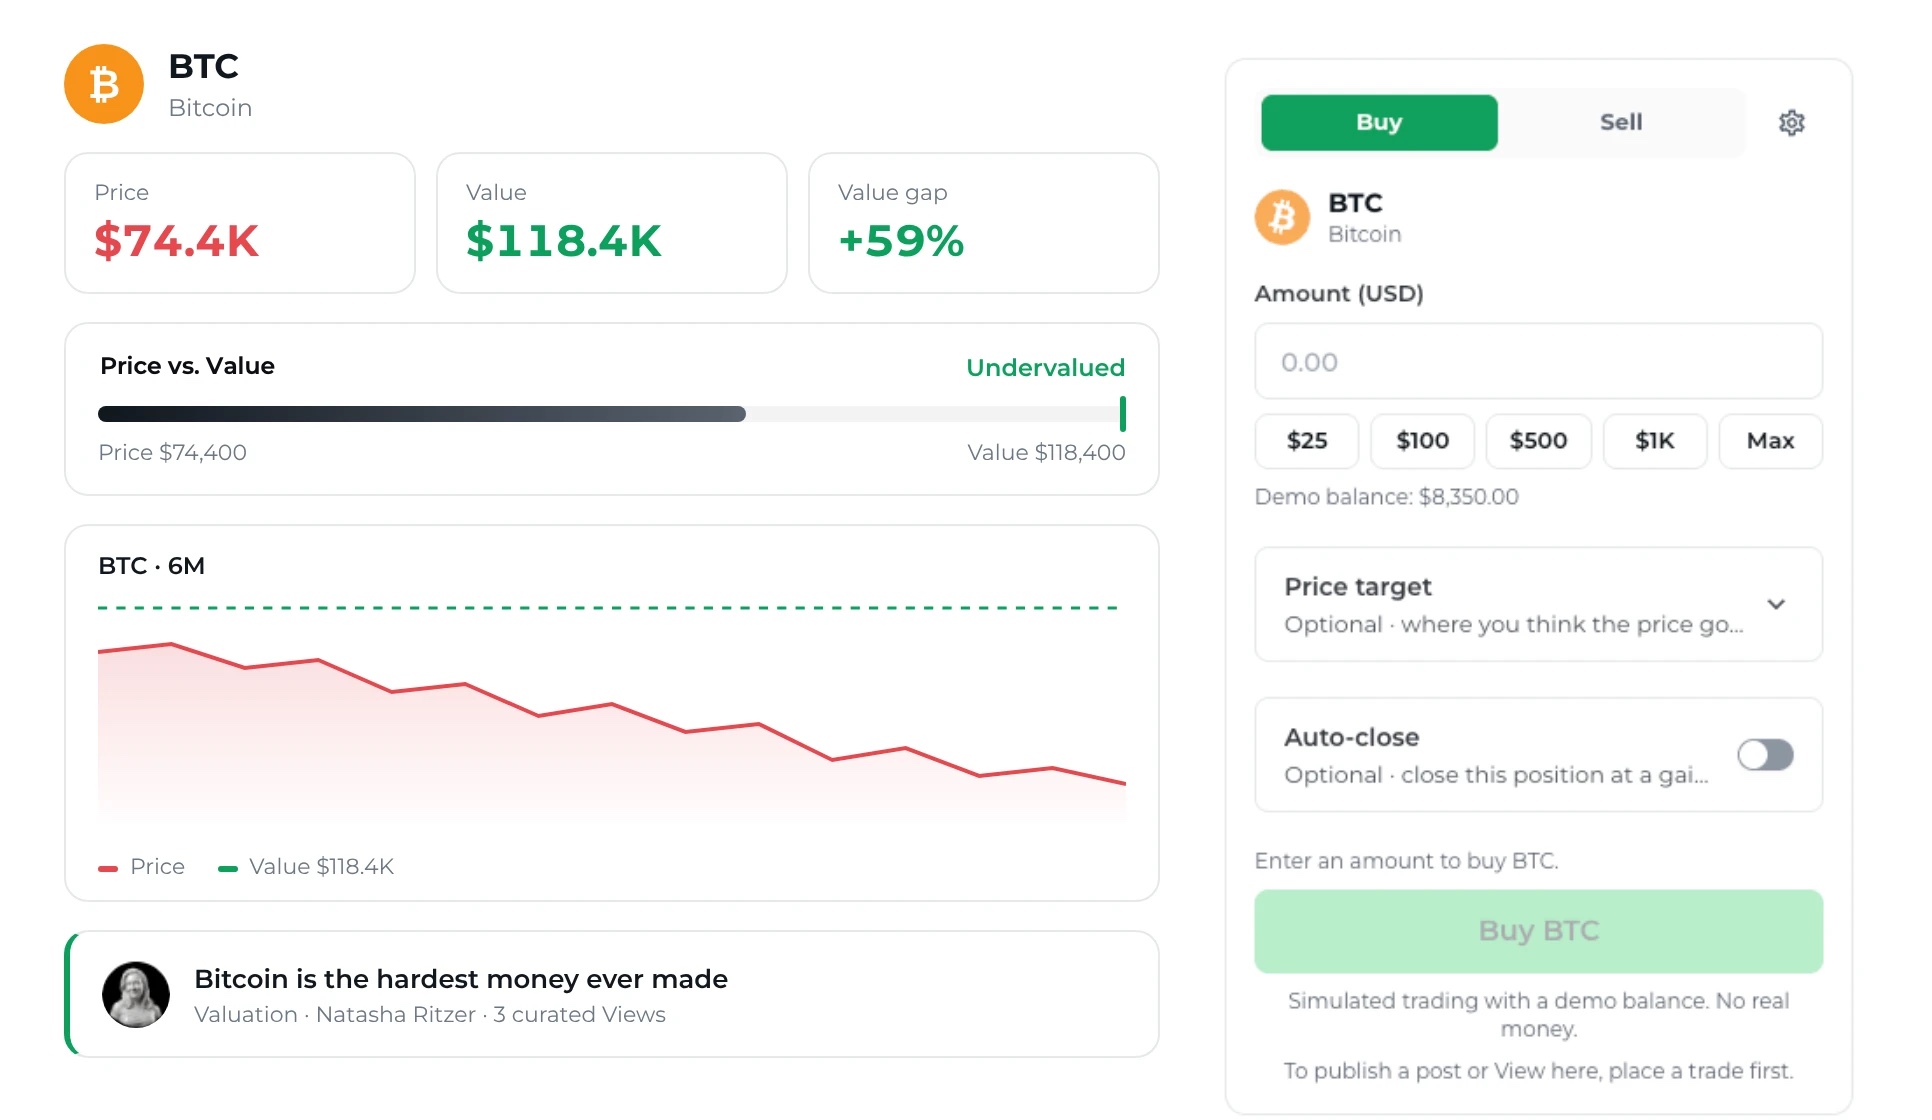 BTC
Bitcoin
Price
$74.4K
Value
$118.4K
Value gap
+59%
Price vs. Value
Undervalued
Price $74,400
Value $118,400
BTC · 6M
Price
Value $118.4K
Bitcoin is the hardest money ever made
Valuation · Natasha Ritzer · 3 curated Views
Buy
Sell
BTC
Bitcoin
Amount (USD)
0.00
$25
$100
$500
$1K
Max
Demo balance: $8,350.00
Price target
Optional · where you think the price go...
Auto-close
Optional · close this position at a gai...
Enter an amount to buy BTC.
Buy BTC
Simulated trading with a demo balance. No real
money.
To publish a post or View here, place a trade first.